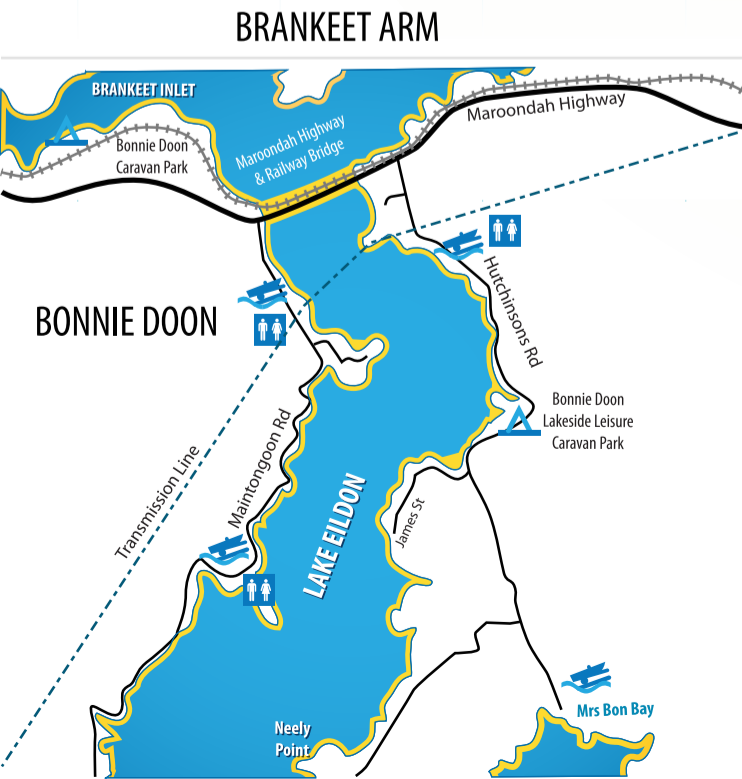 BRANKEET ARM
BRANKEET INLET
Bonnie Doon
Caravan Park
Maroondah Highway
& Railway Bridge
Maroondah Highway
Hutchinsons Rd
BONNIE DOON
Bonnie Doon
Lakeside Leisure
Caravan Park
Maintongoon Rd
Transmission Line
LAKE EILDON
James St
Mrs Bon Bay
Neely
Point